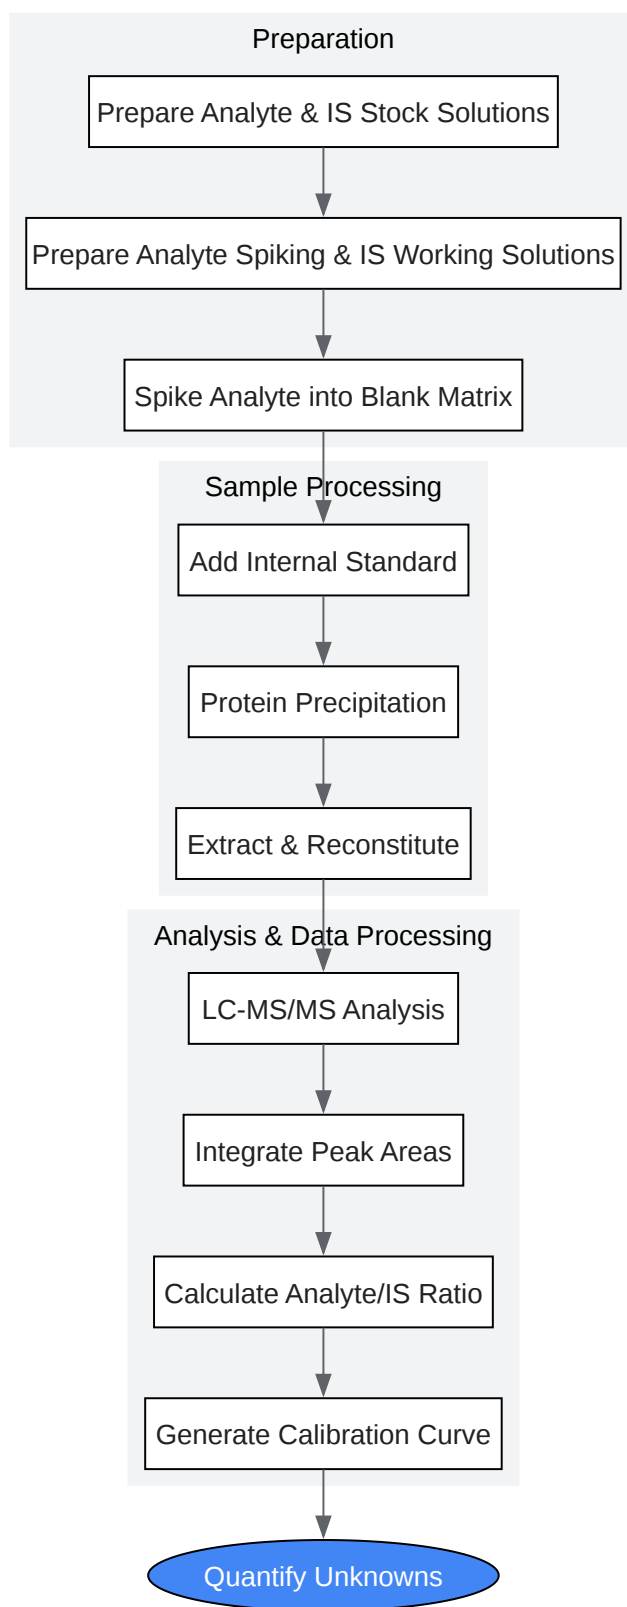 Preparation
Prepare Analyte & IS Stock Solutions
Prepare Analyte Spiking & IS Working Solutions
Spike Analyte into Blank Matrix
Sample Processing
Add Internal Standard
Protein Precipitation
Extract & Reconstitute
Analysis & Data Processing
LC-MS/MS Analysis
Integrate Peak Areas
Calculate Analyte/IS Ratio
Generate Calibration Curve
Quantify Unknowns